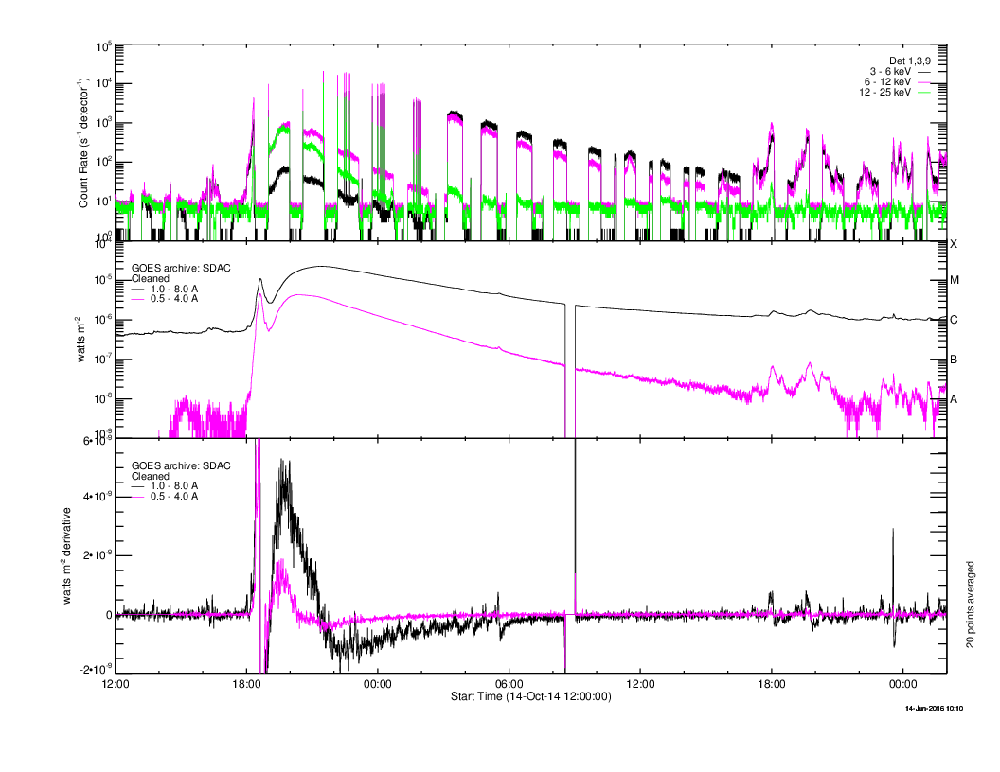 10⁵
Det 1,3,9
3 - 6 keV
6 - 12 keV
12 - 25 keV
10⁴
10³
10²
10¹
10⁰
Count Rate (s⁻¹ detector⁻¹)
X
GOES archive: SDAC
Cleaned
1.0 - 8.0 A
0.5 - 4.0 A
10⁻⁵
M
10⁻⁶
C
10⁻⁷
B
10⁻⁸
A
10⁻⁹
watts m⁻²
6•10⁻⁹
GOES archive: SDAC
Cleaned
1.0 - 8.0 A
0.5 - 4.0 A
4•10⁻⁹
2•10⁻⁹
0
-2•10⁻⁹
watts m⁻² derivative
20 points averaged
12:00 18:00 00:00 06:00 12:00 18:00 00:00
Start Time (14-Oct-14 12:00:00)
14-Jun-2016 10:10